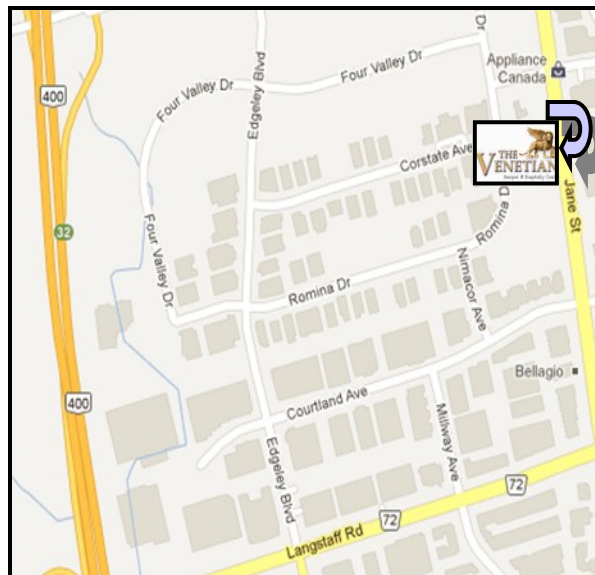 Dr
Appliance
Canada
400
Four Valley Dr
Edgeley Blvd
Four Valley Dr
Corstate Ave
THE
VENETIAN
Jane St
Romina D
32
Four Valley Dr
Nimacor Ave
Romina Dr
Bellagio
400
Courtland Ave
Millway Ave
Edgeley Blvd
72
72
Langstaff Rd